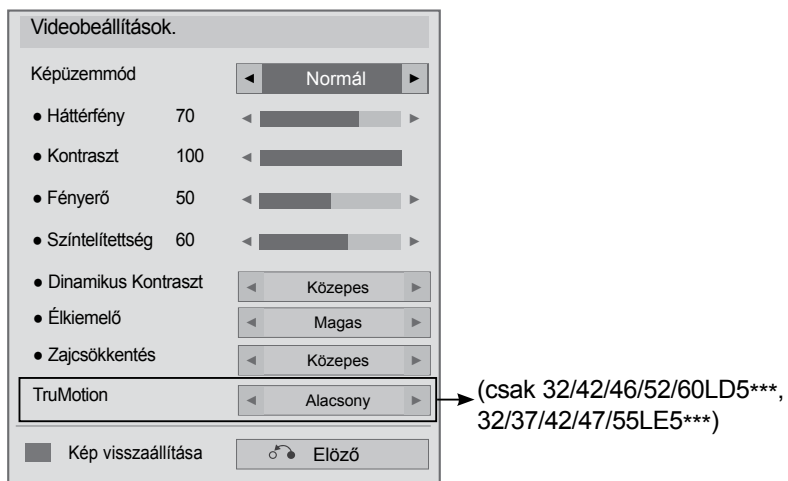 Videobeállítások.
Képüzemmód ◄ Normál ►
● Háttérfény 70
● Kontraszt 100
● Fényerő 50
● Színtelítettség 60
● Dinamikus Kontraszt ◄ Közepes ►
● Élkiemelő ◄ Magas ►
● Zajcsökkentés ◄ Közepes ►
TruMotion ◄ Alacsony ►
(csak 32/42/46/52/60LD5***,
32/37/42/47/55LE5***)
Kép visszaállítása Elöző